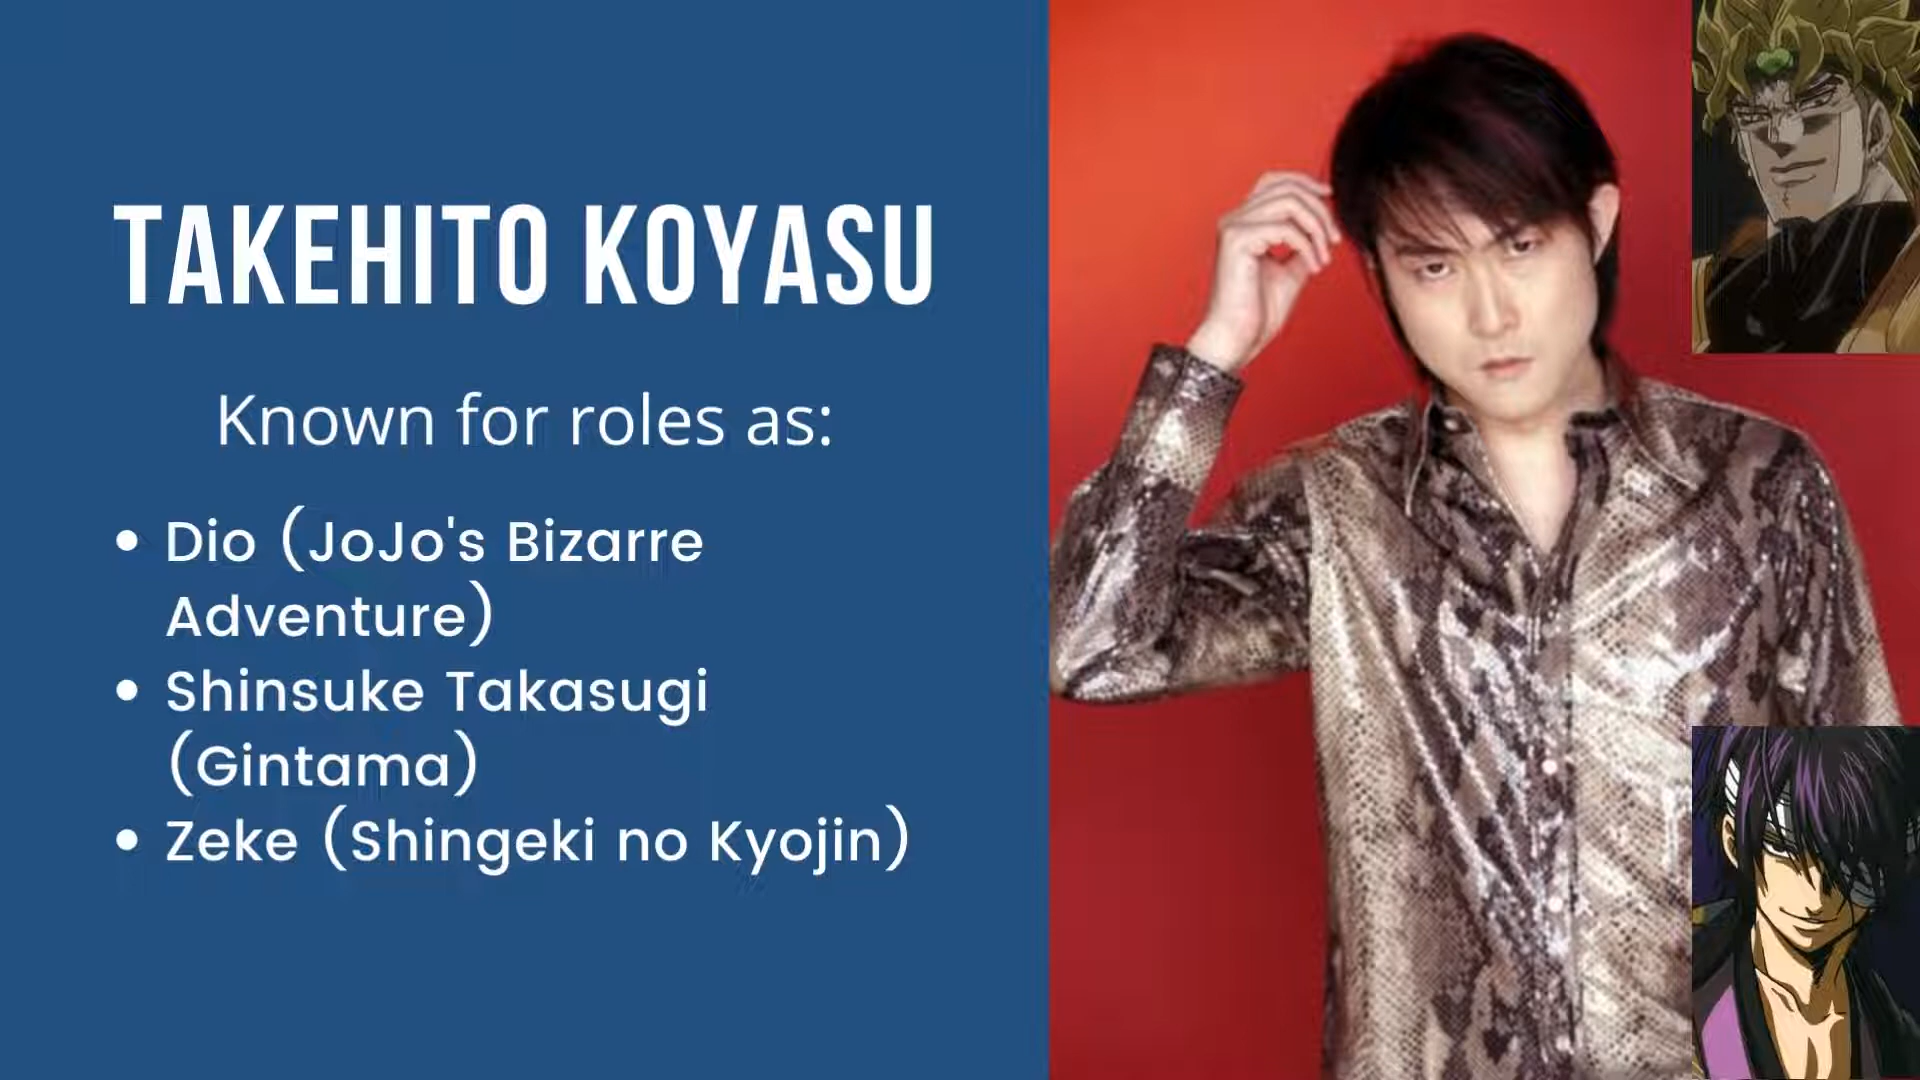 TAKEHITO KOYASU
Known for roles as:
• Dio (JoJo's Bizarre
Adventure)
• Shinsuke Takasugi
(Gintama)
• Zeke (Shingeki no Kyojin)